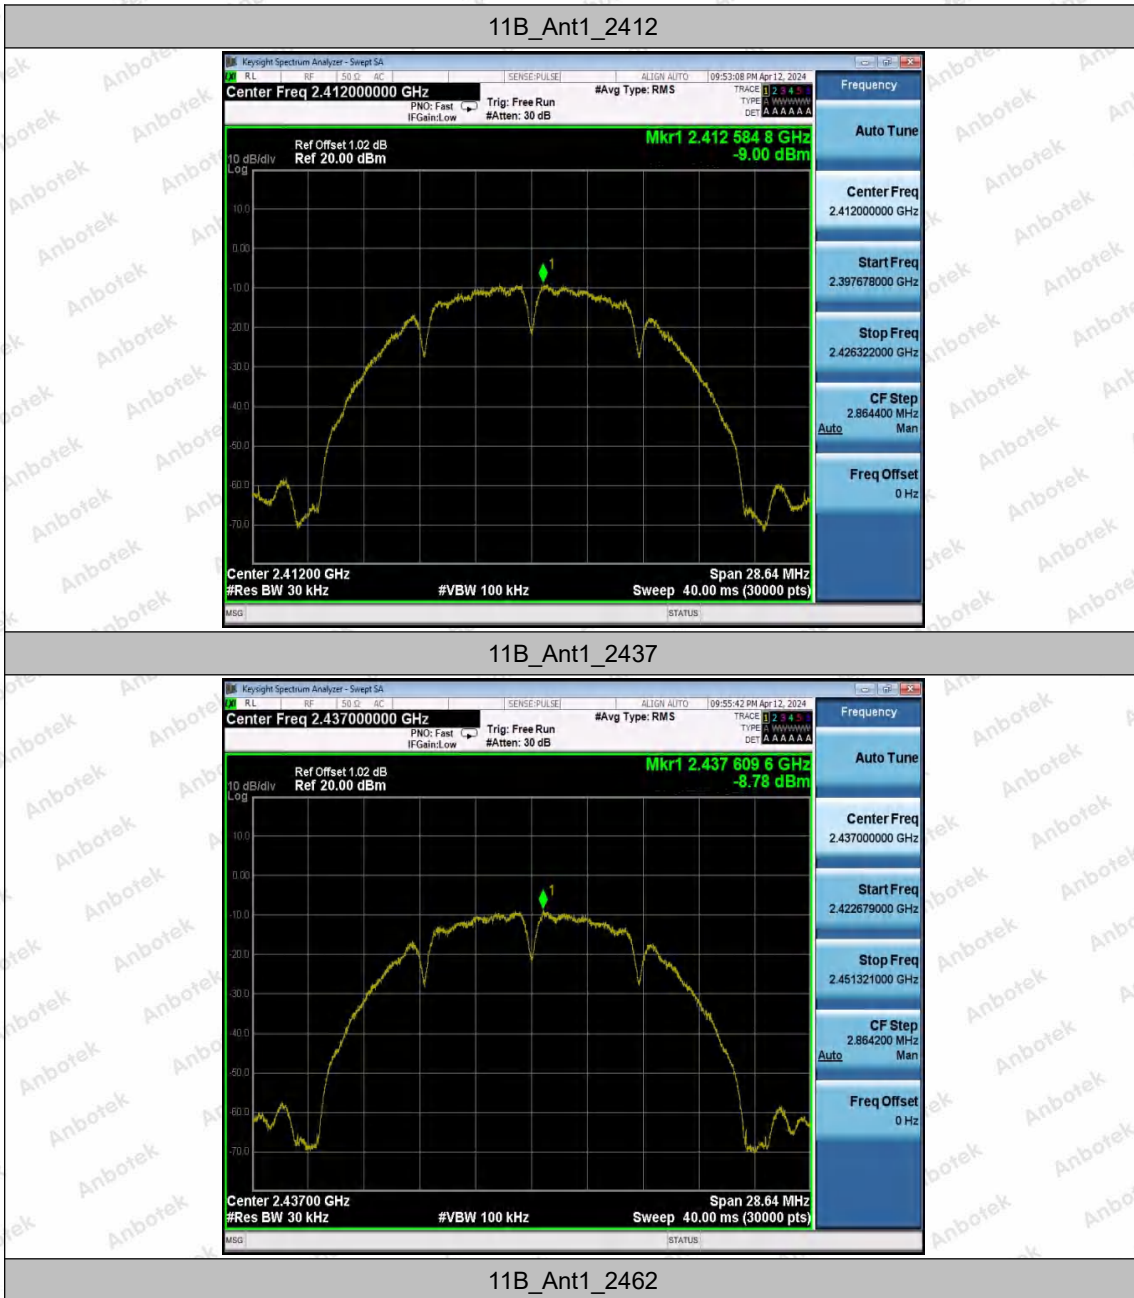 11B_Ant1_2412
Keysight Spectrum Analyzer - Swept SA
RL RF 50 Ω AC SENSE:PULSE ALIGN AUTO 09:53:08 PM Apr 12, 2024
Center Freq 2.412000000 GHz #Avg Type: RMS TRACE 1 2 3 4 5
PNO: Fast Trig: Free Run TYPE
IFGain:Low #Atten: 30 dB DET A A A A A A
Frequency
Mkr1 2.412 584 8 GHz
-9.00 dBm
Ref Offset 1.02 dB
10 dB/div Ref 20.00 dBm
Log
10.0
0.00
-10.0
-20.0
-30.0
-40.0
-50.0
-60.0
-70.0
1
Center 2.41200 GHz Span 28.64 MHz
#Res BW 30 kHz #VBW 100 kHz Sweep 40.00 ms (30000 pts)
MSG STATUS
Auto Tune
Center Freq
2.412000000 GHz
Start Freq
2.397678000 GHz
Stop Freq
2.426322000 GHz
CF Step
2.864400 MHz
Auto Man
Freq Offset
0 Hz
11B_Ant1_2437
Keysight Spectrum Analyzer - Swept SA
RL RF 50 Ω AC SENSE:PULSE ALIGN AUTO 09:55:42 PM Apr 12, 2024
Center Freq 2.437000000 GHz #Avg Type: RMS TRACE 1 2 3 4 5
PNO: Fast Trig: Free Run TYPE
IFGain:Low #Atten: 30 dB DET A A A A A A
Frequency
Mkr1 2.437 609 6 GHz
-8.78 dBm
Ref Offset 1.02 dB
10 dB/div Ref 20.00 dBm
Log
10.0
0.00
-10.0
-20.0
-30.0
-40.0
-50.0
-60.0
-70.0
1
Center 2.43700 GHz Span 28.64 MHz
#Res BW 30 kHz #VBW 100 kHz Sweep 40.00 ms (30000 pts)
MSG STATUS
Auto Tune
Center Freq
2.437000000 GHz
Start Freq
2.422679000 GHz
Stop Freq
2.451321000 GHz
CF Step
2.864200 MHz
Auto Man
Freq Offset
0 Hz
11B_Ant1_2462